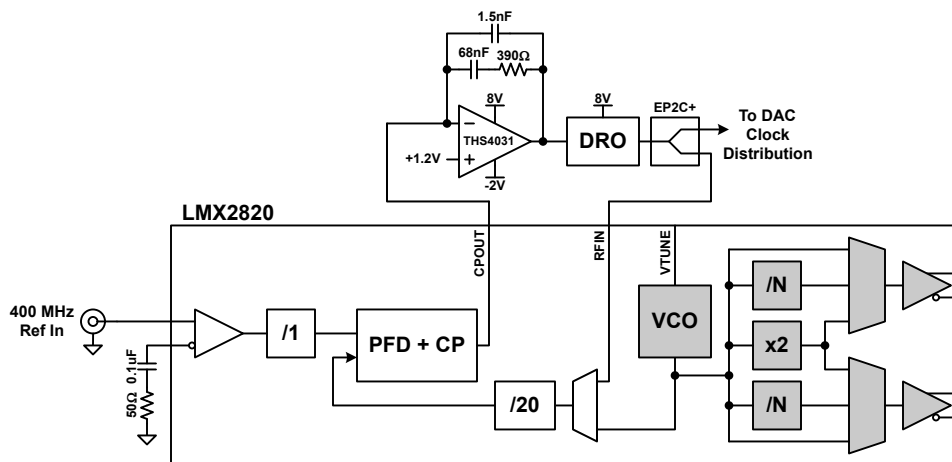 1.5nF
68nF
390Ω
8V
THS4031
+1.2V
-2V
8V
DRO
EP2C+
To DAC
Clock
Distribution
LMX2820
CPOUT
RFIN
VTUNE
400 MHz
Ref In
/1
PFD + CP
VCO
/N
x2
/N
/20
50Ω 0.1uF